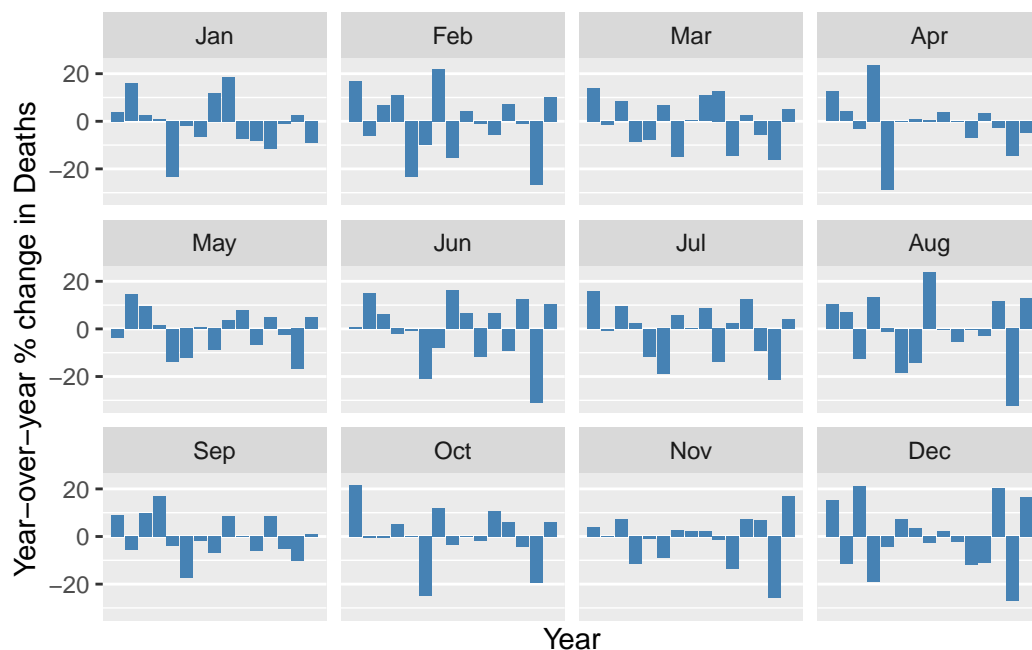 Jan Feb Mar Apr
20
0
−20
May Jun Jul Aug
20
0
−20
Sep Oct Nov Dec
20
0
−20
Year−over−year % change in Deaths
Year